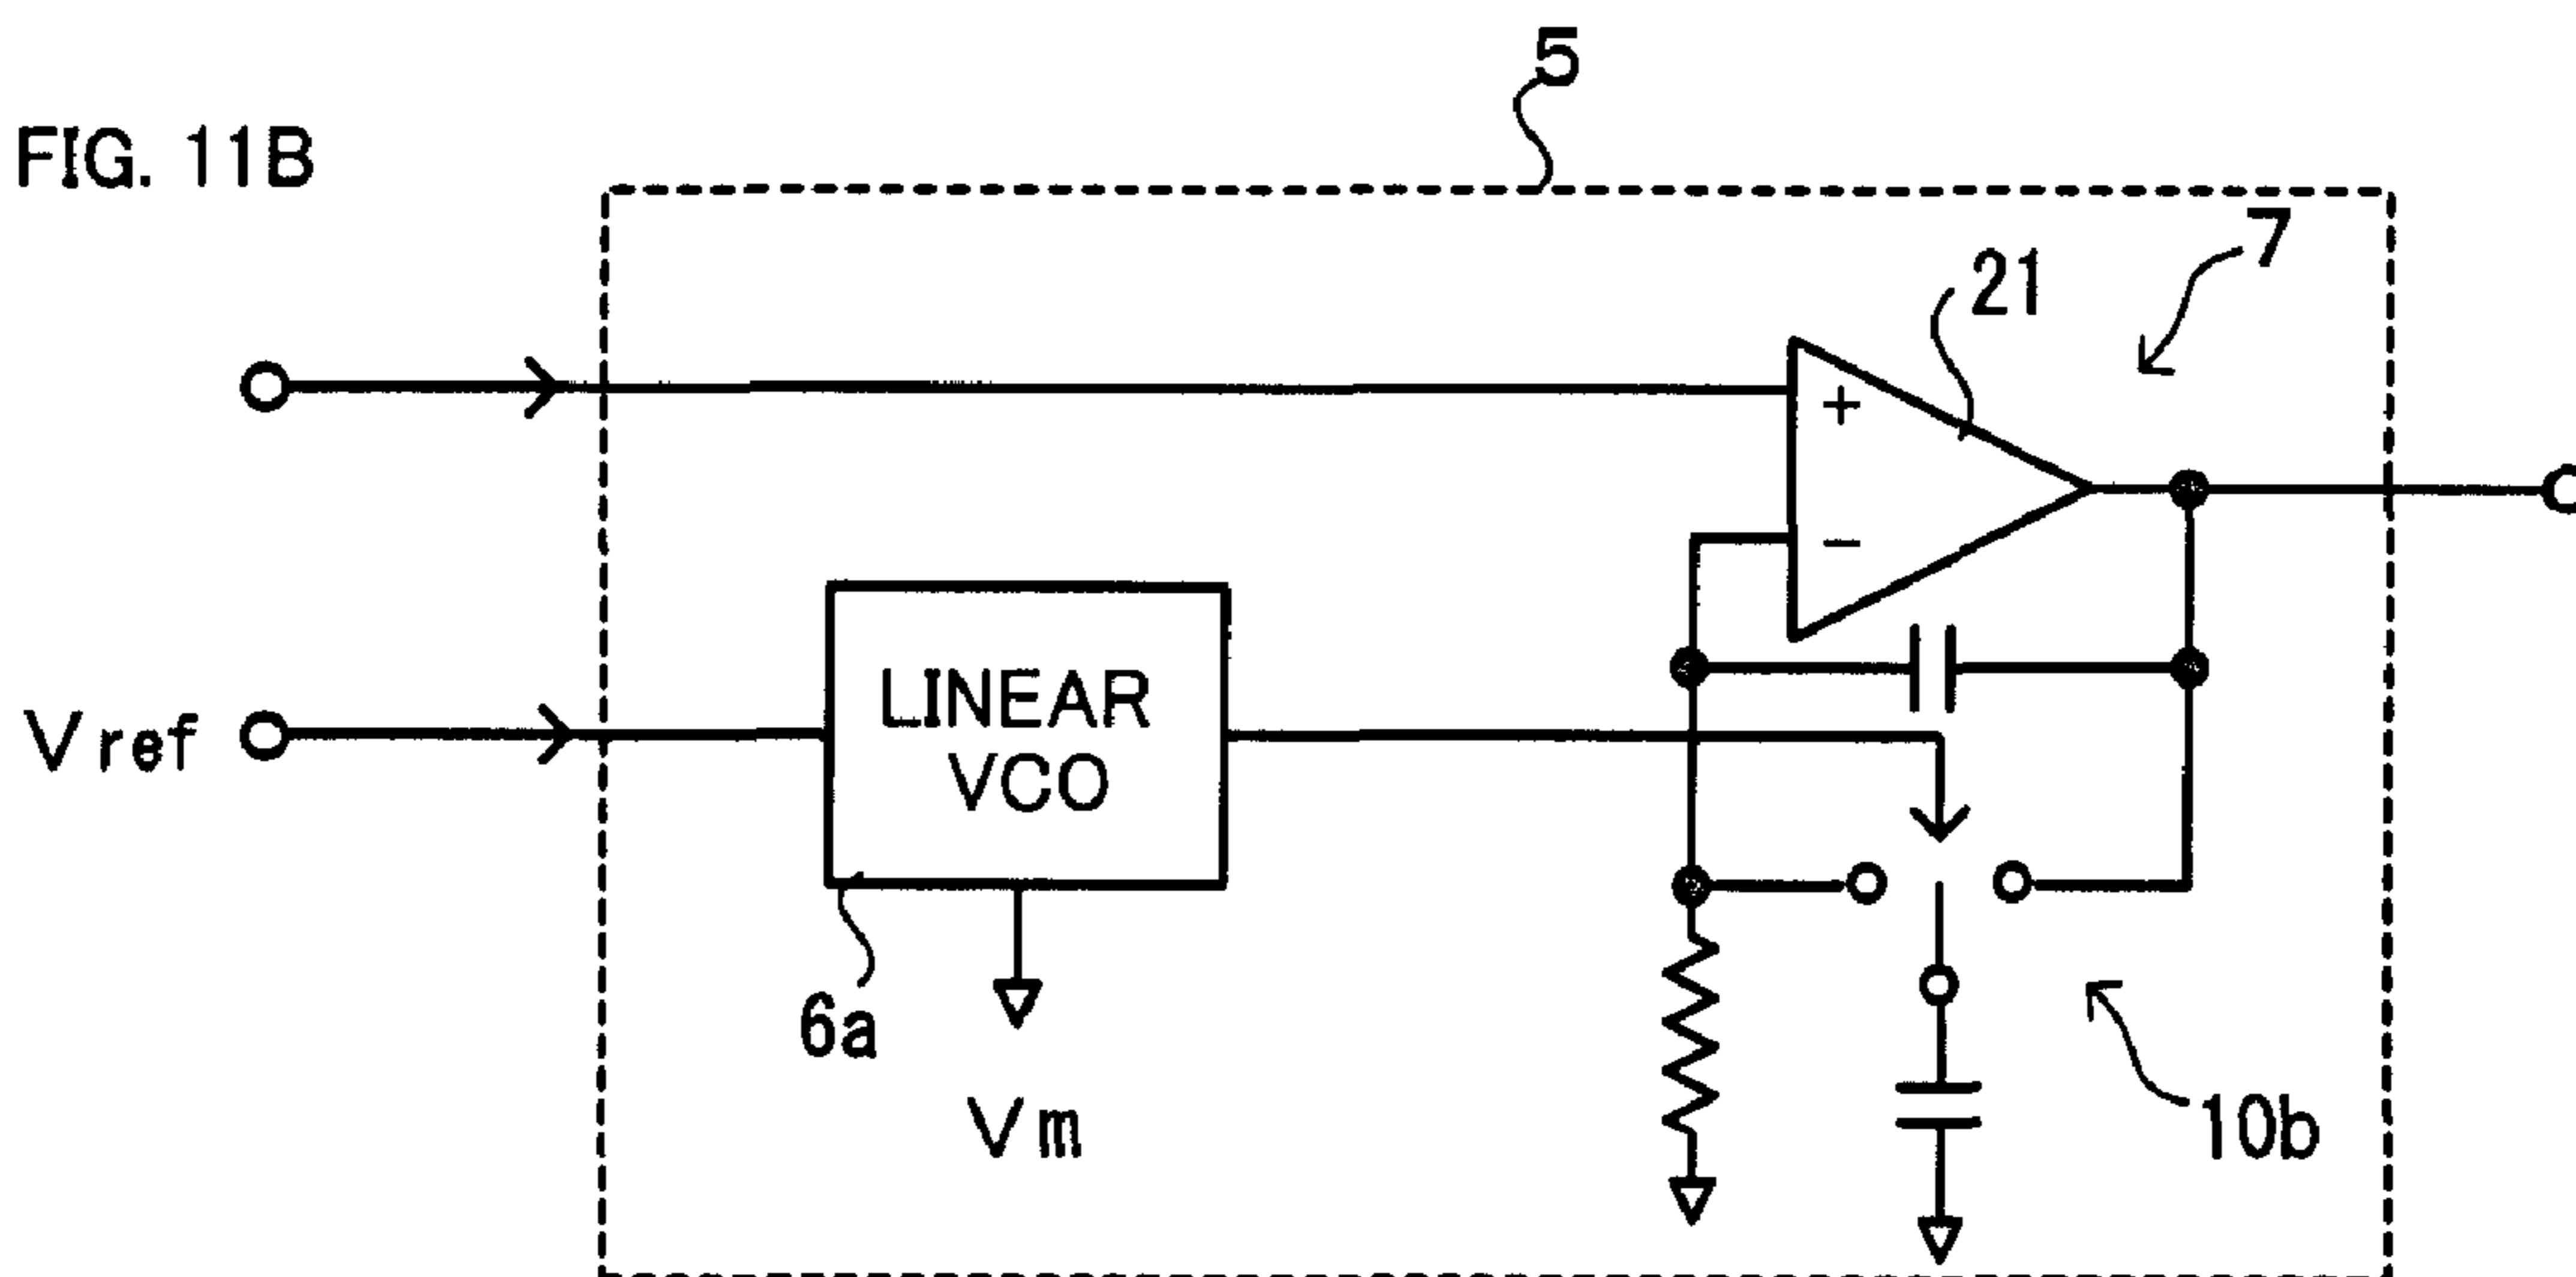 5
FIG. 11B
7
21
+
−
LINEAR
VCO
Vref
6a
Vm
10b